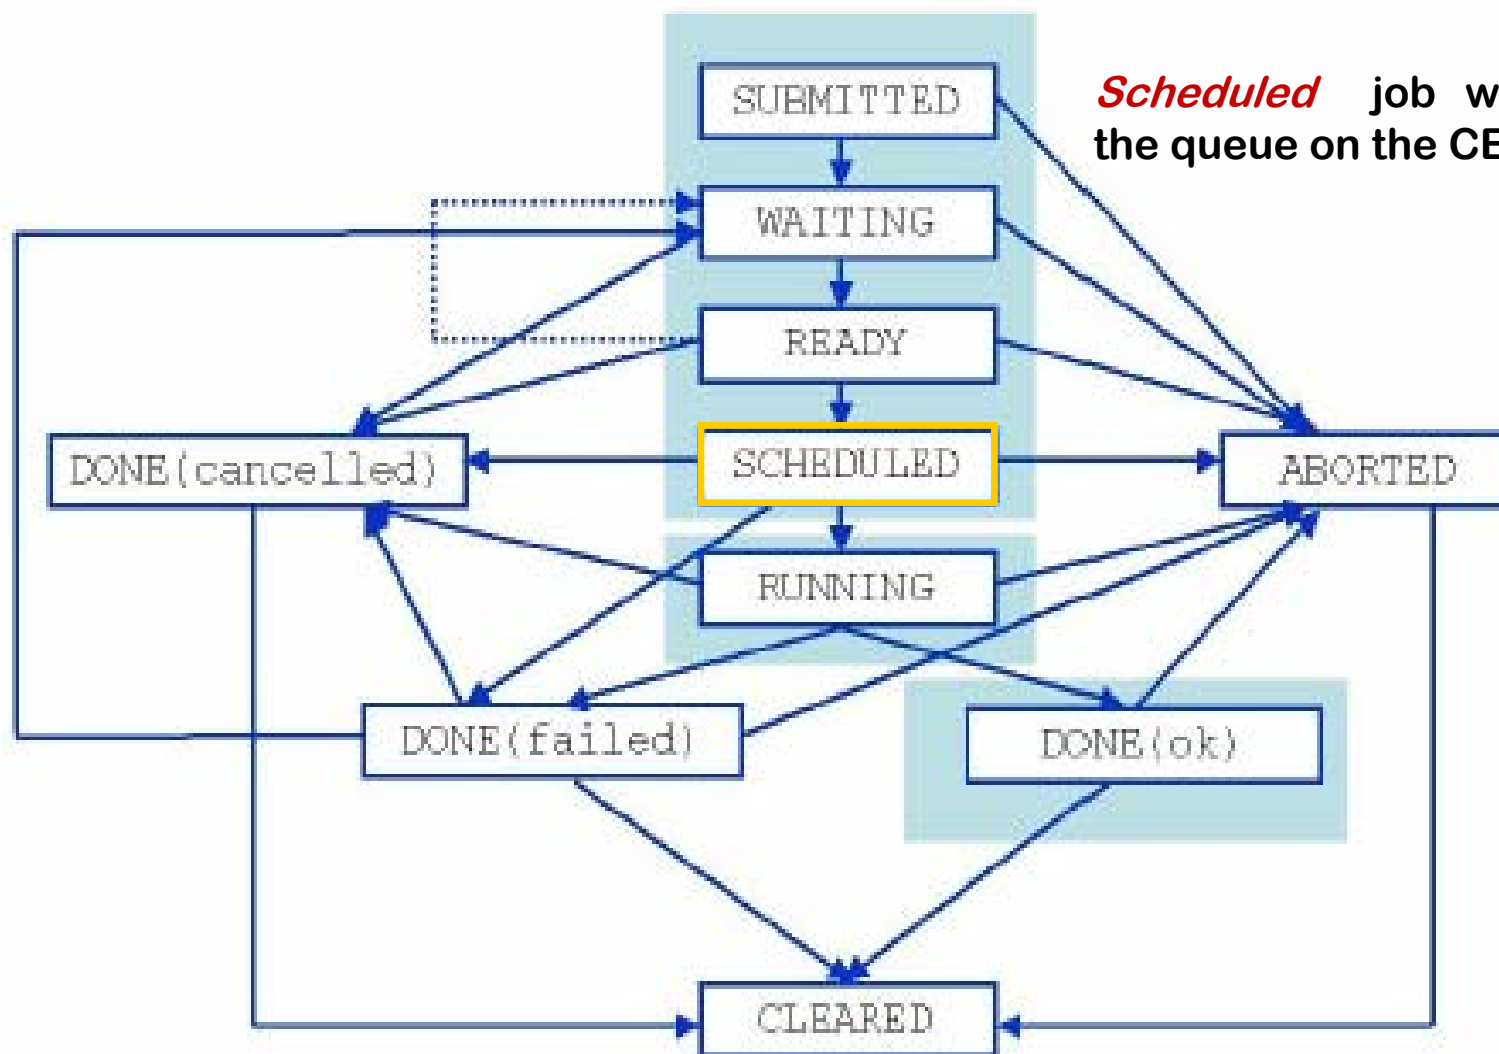 SUBMITTED
Scheduled job
the queue on the CE
WAITING
READY
SCHEDULED
DONE(cancelled)
ABORTED
RUNNING
DONE(failed)
DONE(ok)
CLEARED